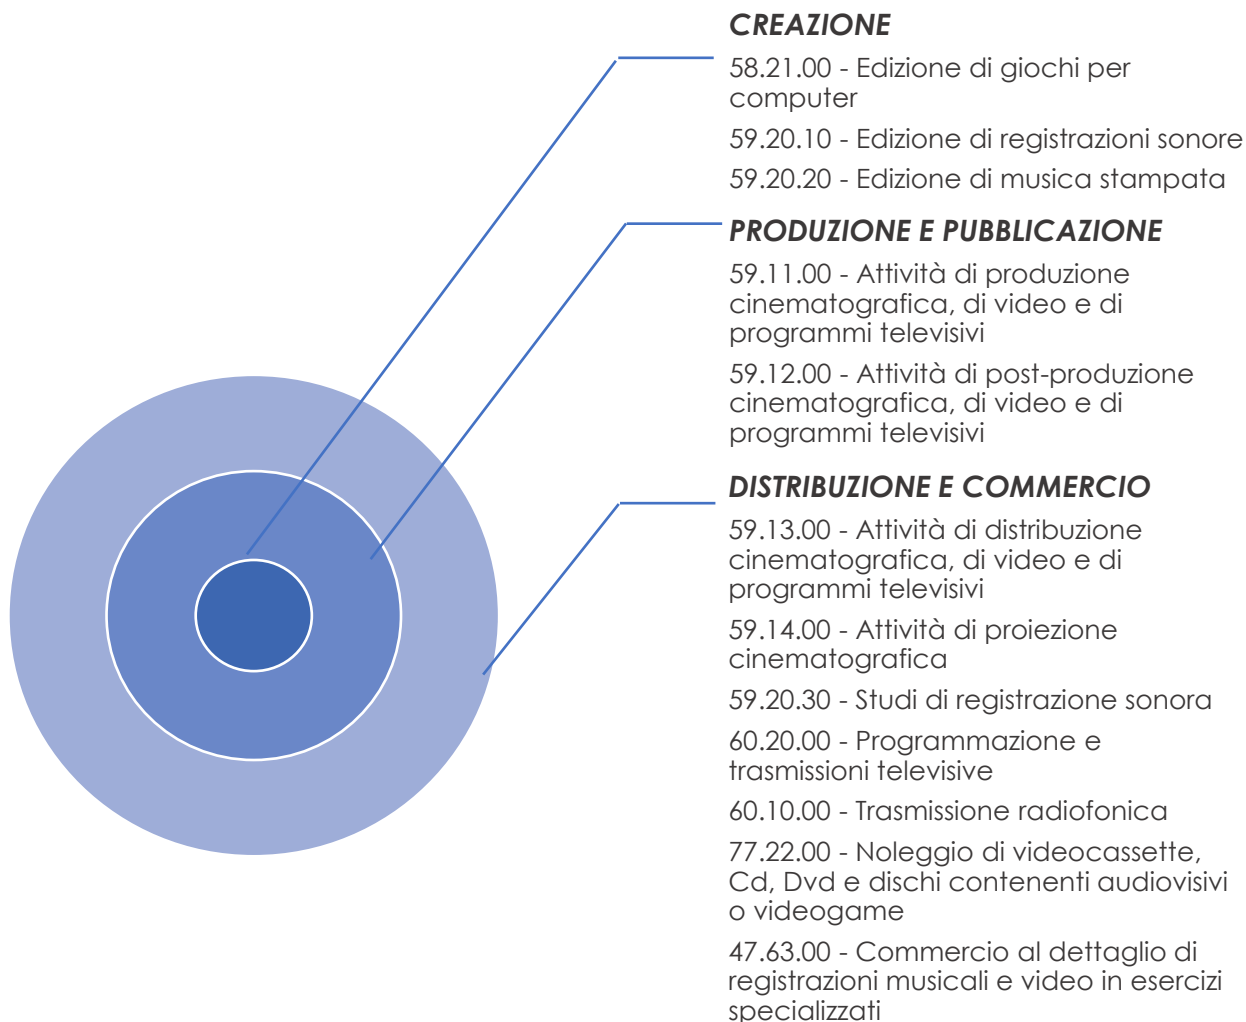 CREAZIONE
58.21.00 - Edizione di giochi per
computer
59.20.10 - Edizione di registrazioni sonore
59.20.20 - Edizione di musica stampata
PRODUZIONE E PUBBLICAZIONE
59.11.00 - Attività di produzione
cinematografica, di video e di
programmi televisivi
59.12.00 - Attività di post-produzione
cinematografica, di video e di
programmi televisivi
DISTRIBUZIONE E COMMERCIO
59.13.00 - Attività di distribuzione
cinematografica, di video e di
programmi televisivi
59.14.00 - Attività di proiezione
cinematografica
59.20.30 - Studi di registrazione sonora
60.20.00 - Programmazione e
trasmissioni televisive
60.10.00 - Trasmissione radiofonica
77.22.00 - Noleggio di videocassette,
Cd, Dvd e dischi contenenti audiovisivi
o videogame
47.63.00 - Commercio al dettaglio di
registrazioni musicali e video in esercizi
specializzati